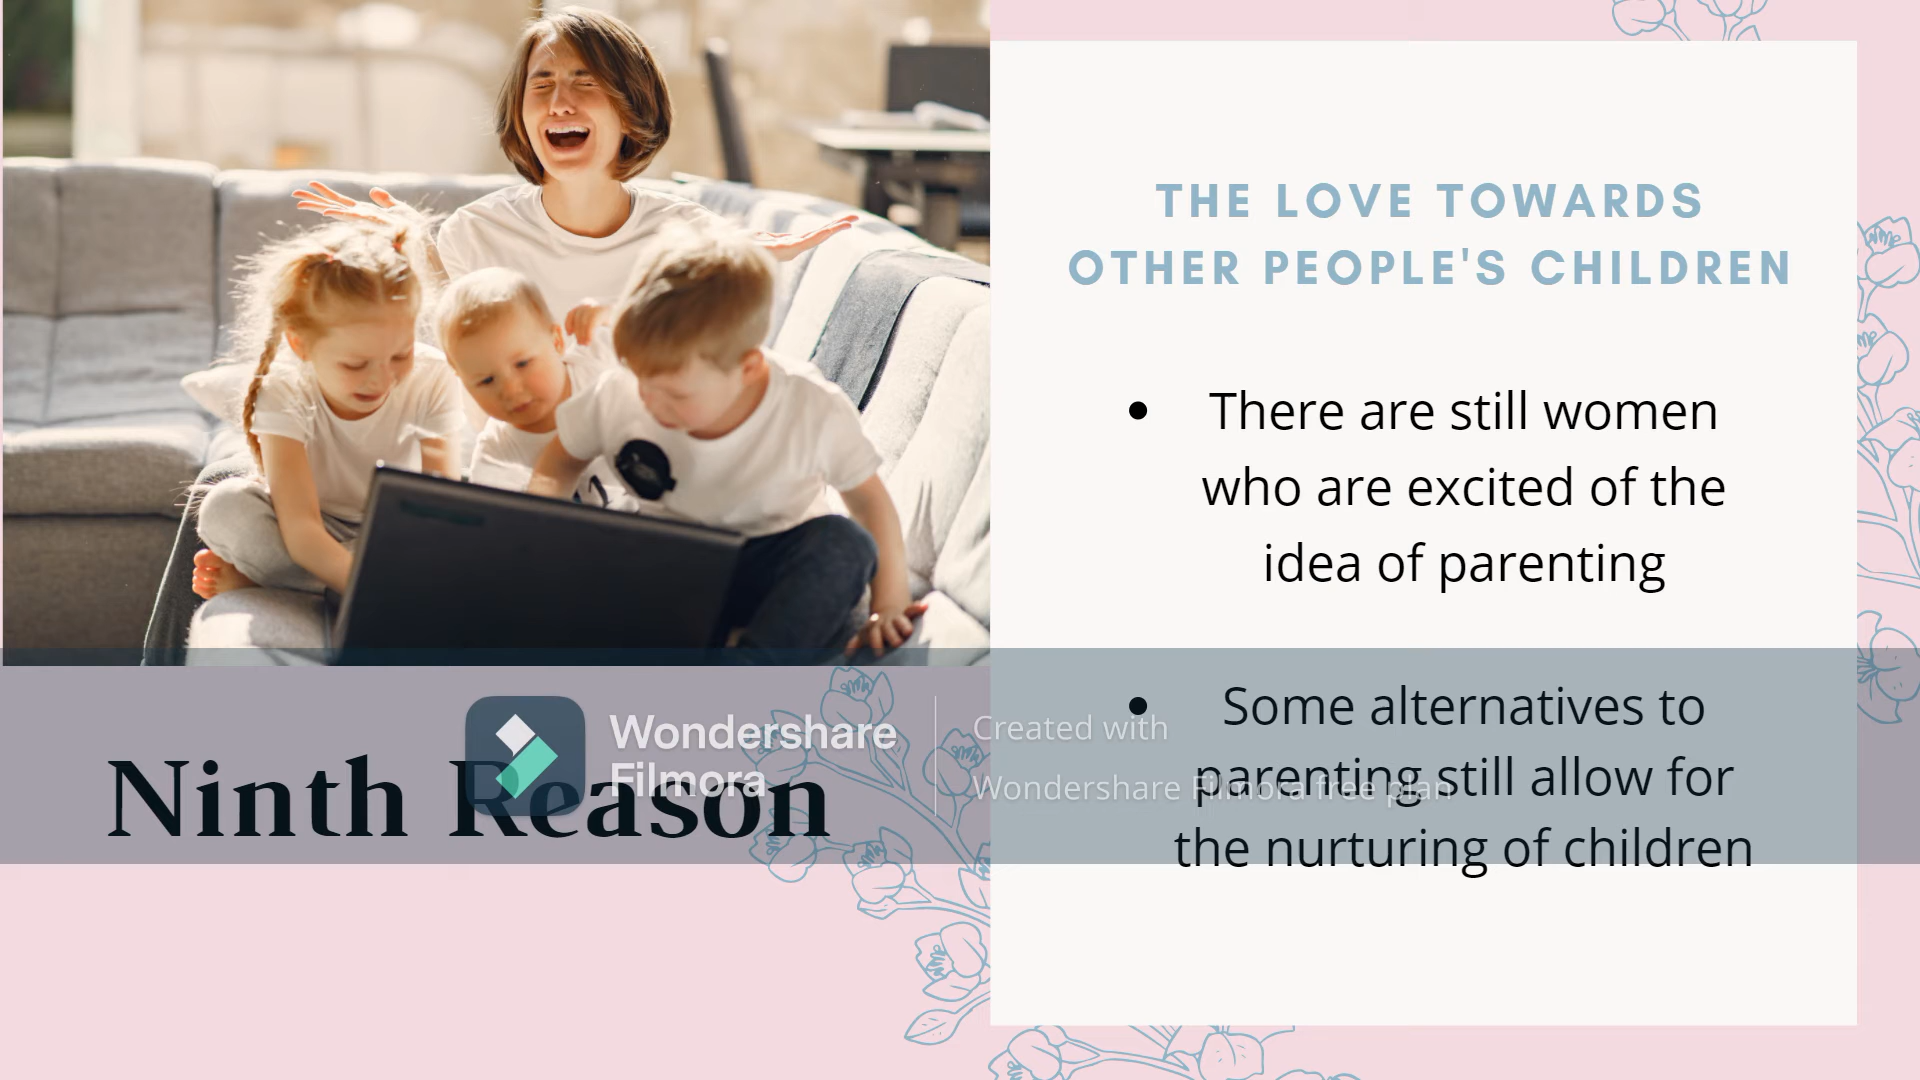 THE LOVE TOWARDS
OTHER PEOPLE'S CHILDREN
• There are still women
who are excited of the
idea of parenting
• Some alternatives to
parenting still allow for
the nurturing of children
Ninth Reason
Wondershare
Filmora
Created with
Wondershare Filmora free plan